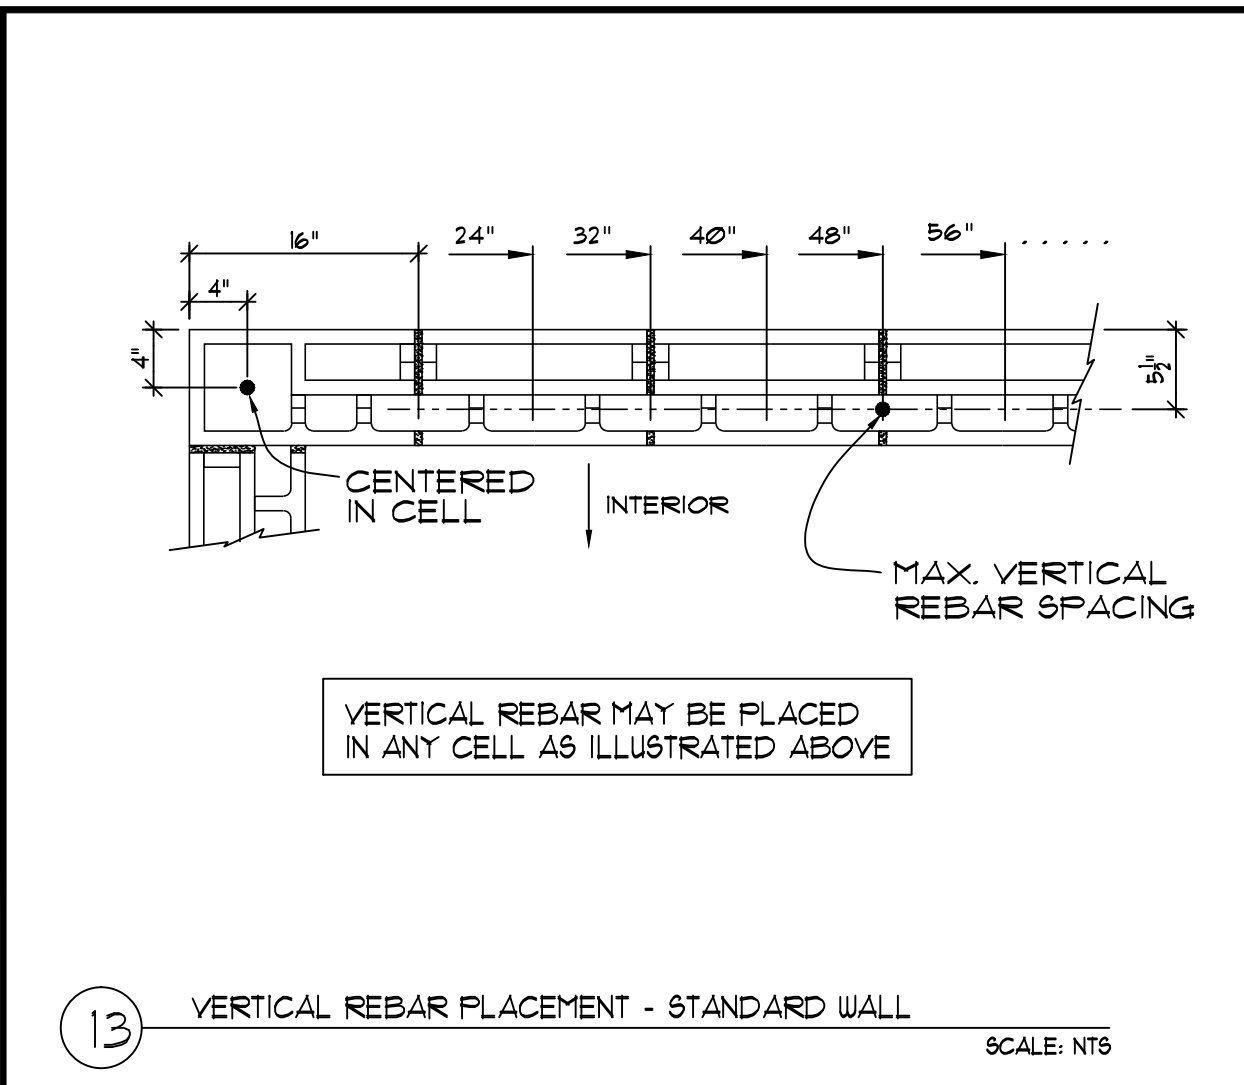 16"
24"
32"
40"
48"
56"
. . . . .
4"
4"
5½"
CENTERED
IN CELL
INTERIOR
MAX. VERTICAL
REBAR SPACING
VERTICAL REBAR MAY BE PLACED
IN ANY CELL AS ILLUSTRATED ABOVE
13
VERTICAL REBAR PLACEMENT - STANDARD WALL
SCALE: NTS